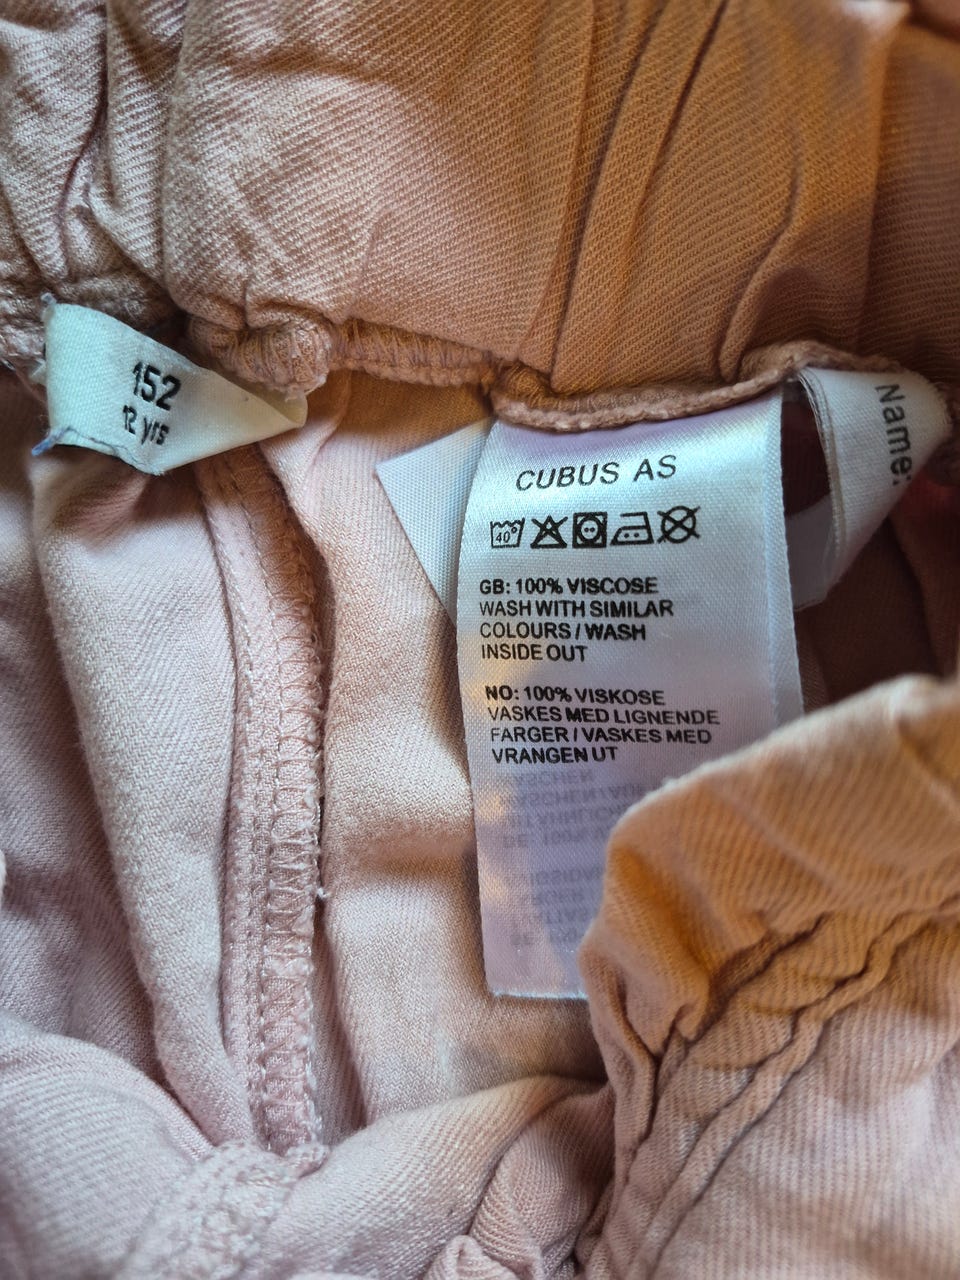 152
12 yrs
Name:
CUBUS AS
40°
GB: 100% VISCOSE
WASH WITH SIMILAR
COLOURS / WASH
INSIDE OUT
NO: 100% VISKOSE
VASKES MED LIGNENDE
FARGER / VASKES MED
VRANGEN UT